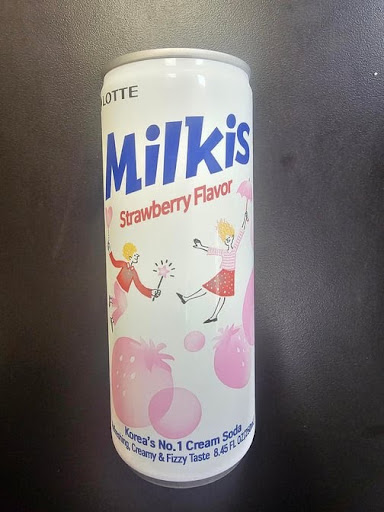 LOTTE
Milkis
Strawberry Flavor
Korea's No.1 Cream Soda
Creamy & Fizzy Taste 8.45 FL OZ